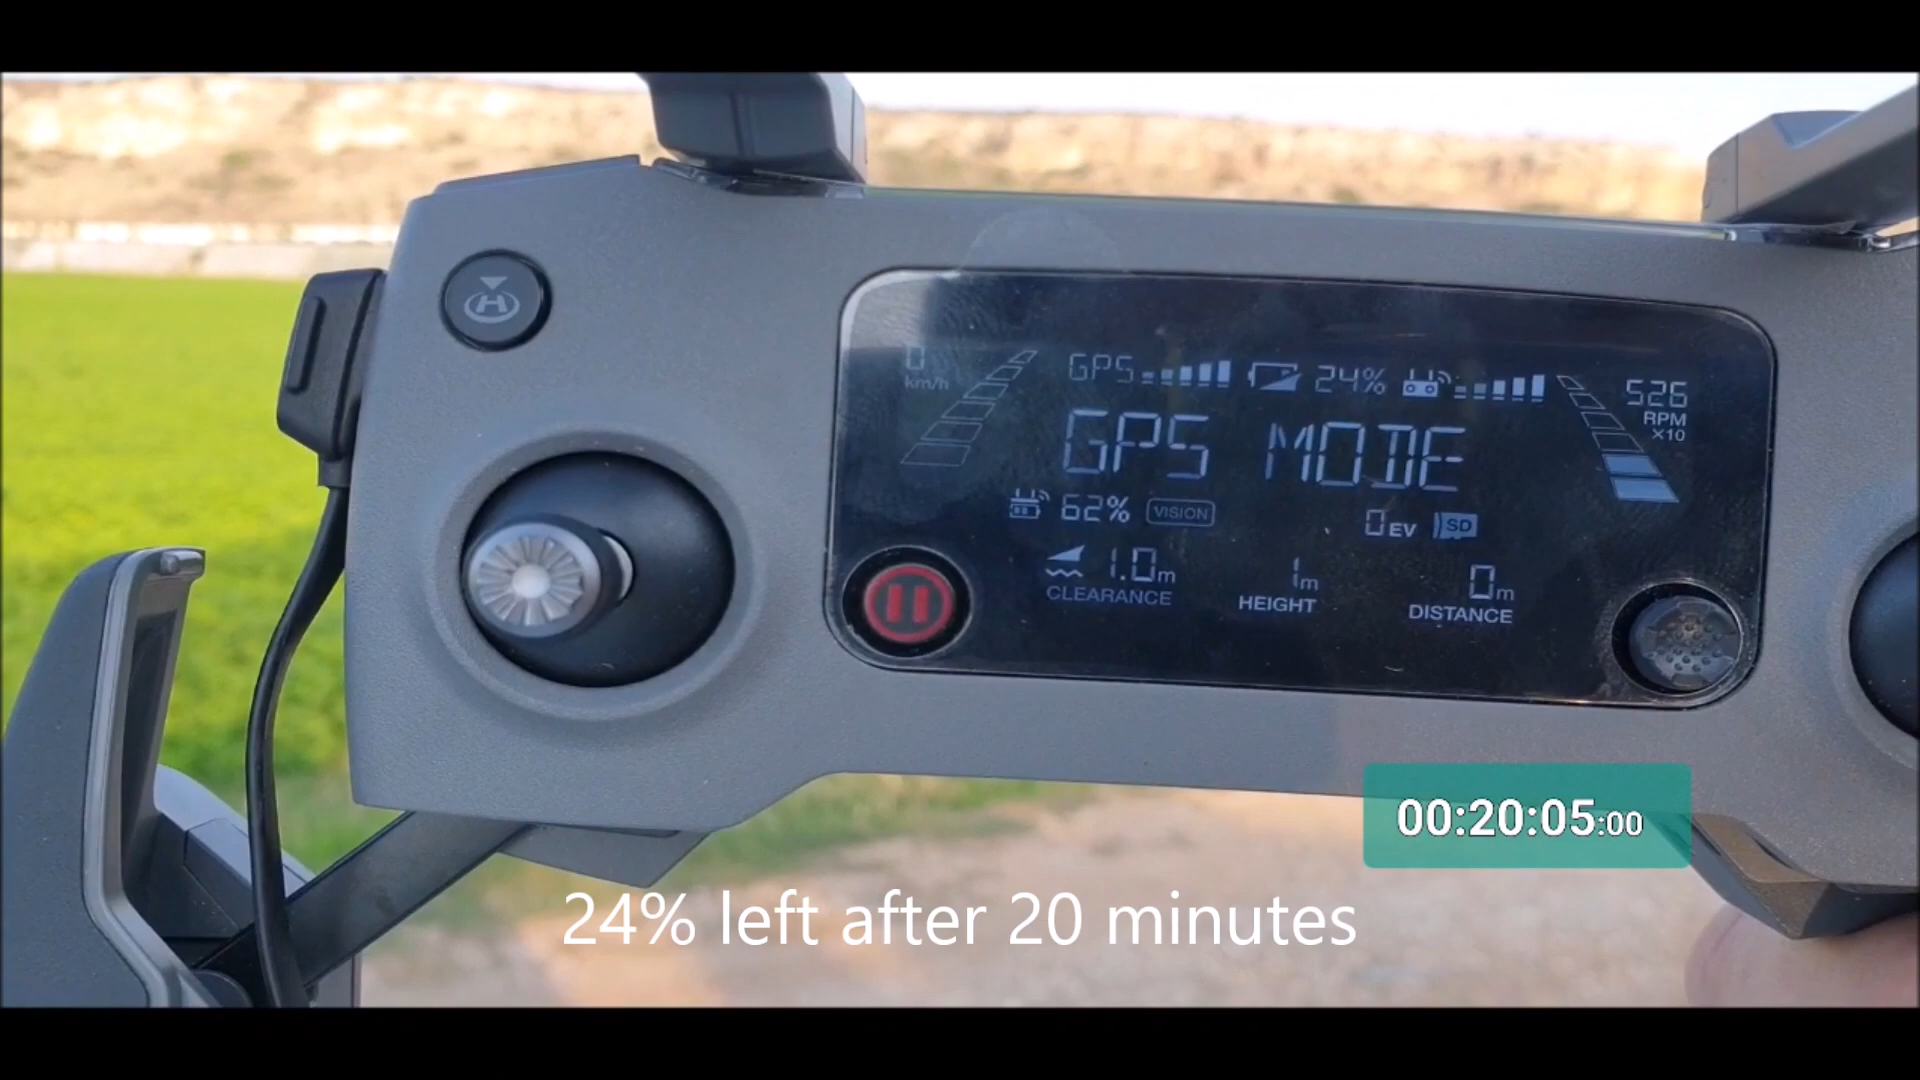 0
km/h
GPS 24% 526
RPM
X10
GPS MODE
62% VISION 0 EV SD
1.0m 1m 0m
CLEARANCE HEIGHT DISTANCE
H
00:20:05:00
24% left after 20 minutes